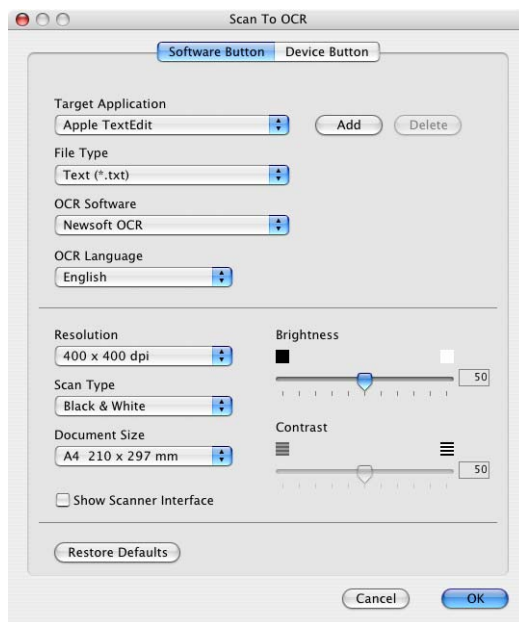 Scan To OCR
Software Button Device Button
Target Application
Apple TextEdit Add Delete
File Type
Text (*.txt)
OCR Software
Newsoft OCR
OCR Language
English
Resolution Brightness
400 x 400 dpi
50
Scan Type
Black & White
Document Size Contrast
A4 210 x 297 mm
50
Show Scanner Interface
Restore Defaults
Cancel OK